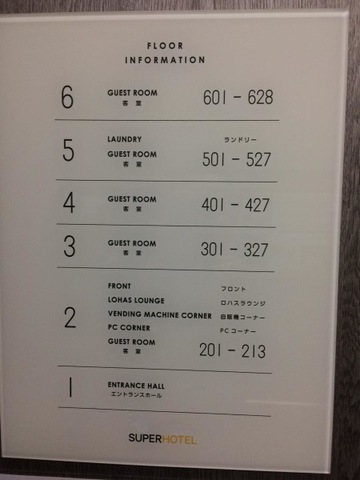 FLOOR
INFORMATION
6 GUEST ROOM 601 - 628
客 室
5 LAUNDRY ランドリー
GUEST ROOM 501 - 527
客 室
4 GUEST ROOM 401 - 427
客 室
3 GUEST ROOM 301 - 327
客 室
2 FRONT フロント
LOHAS LOUNGE ロハスラウンジ
VENDING MACHINE CORNER 自販機コーナー
PC CORNER PCコーナー
GUEST ROOM 201 - 213
客 室
1 ENTRANCE HALL
エントランスホール
SUPERHOTEL